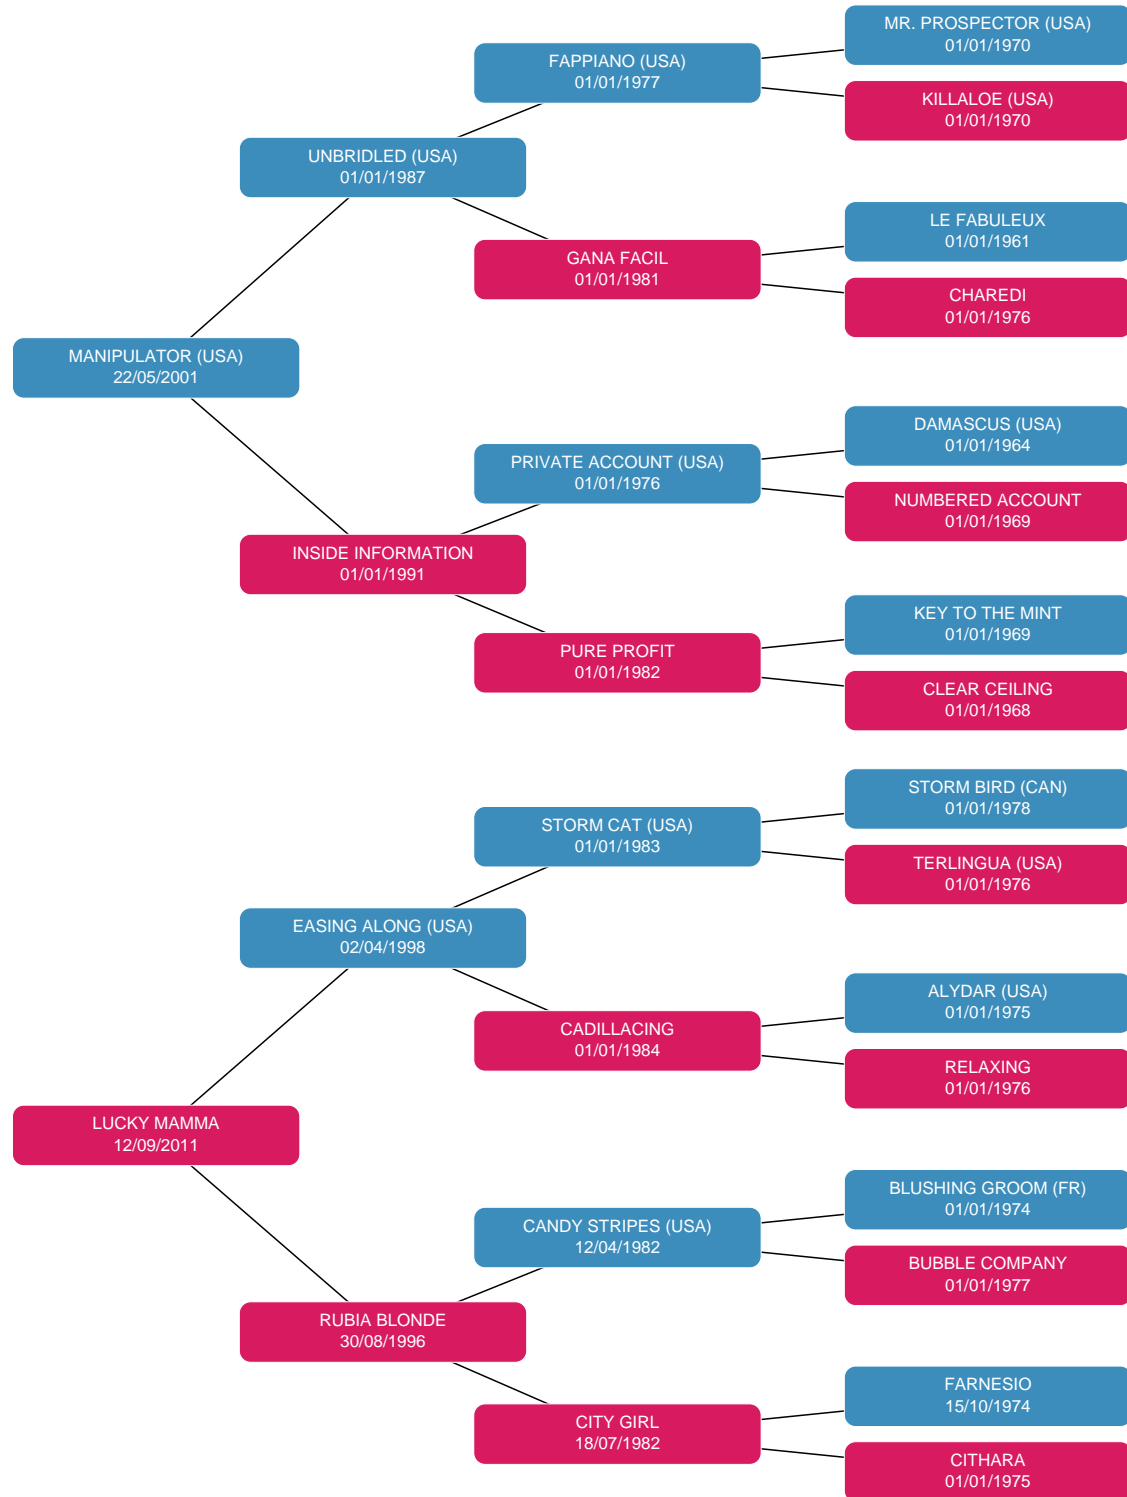 MR. PROSPECTOR (USA)
01/01/1970
FAPPIANO (USA)
01/01/1977
KILLALOE (USA)
01/01/1970
UNBRIDLED (USA)
01/01/1987
LE FABULEUX
01/01/1961
GANA FACIL
01/01/1981
CHAREDI
01/01/1976
MANIPULATOR (USA)
22/05/2001
DAMASCUS (USA)
01/01/1964
PRIVATE ACCOUNT (USA)
01/01/1976
NUMBERED ACCOUNT
01/01/1969
INSIDE INFORMATION
01/01/1991
KEY TO THE MINT
01/01/1969
PURE PROFIT
01/01/1982
CLEAR CEILING
01/01/1968
STORM BIRD (CAN)
01/01/1978
STORM CAT (USA)
01/01/1983
TERLINGUA (USA)
01/01/1976
EASING ALONG (USA)
02/04/1998
ALYDAR (USA)
01/01/1975
CADILLACING
01/01/1984
RELAXING
01/01/1976
LUCKY MAMMA
12/09/2011
BLUSHING GROOM (FR)
01/01/1974
CANDY STRIPES (USA)
12/04/1982
BUBBLE COMPANY
01/01/1977
RUBIA BLONDE
30/08/1996
FARNESIO
15/10/1974
CITY GIRL
18/07/1982
CITHARA
01/01/1975